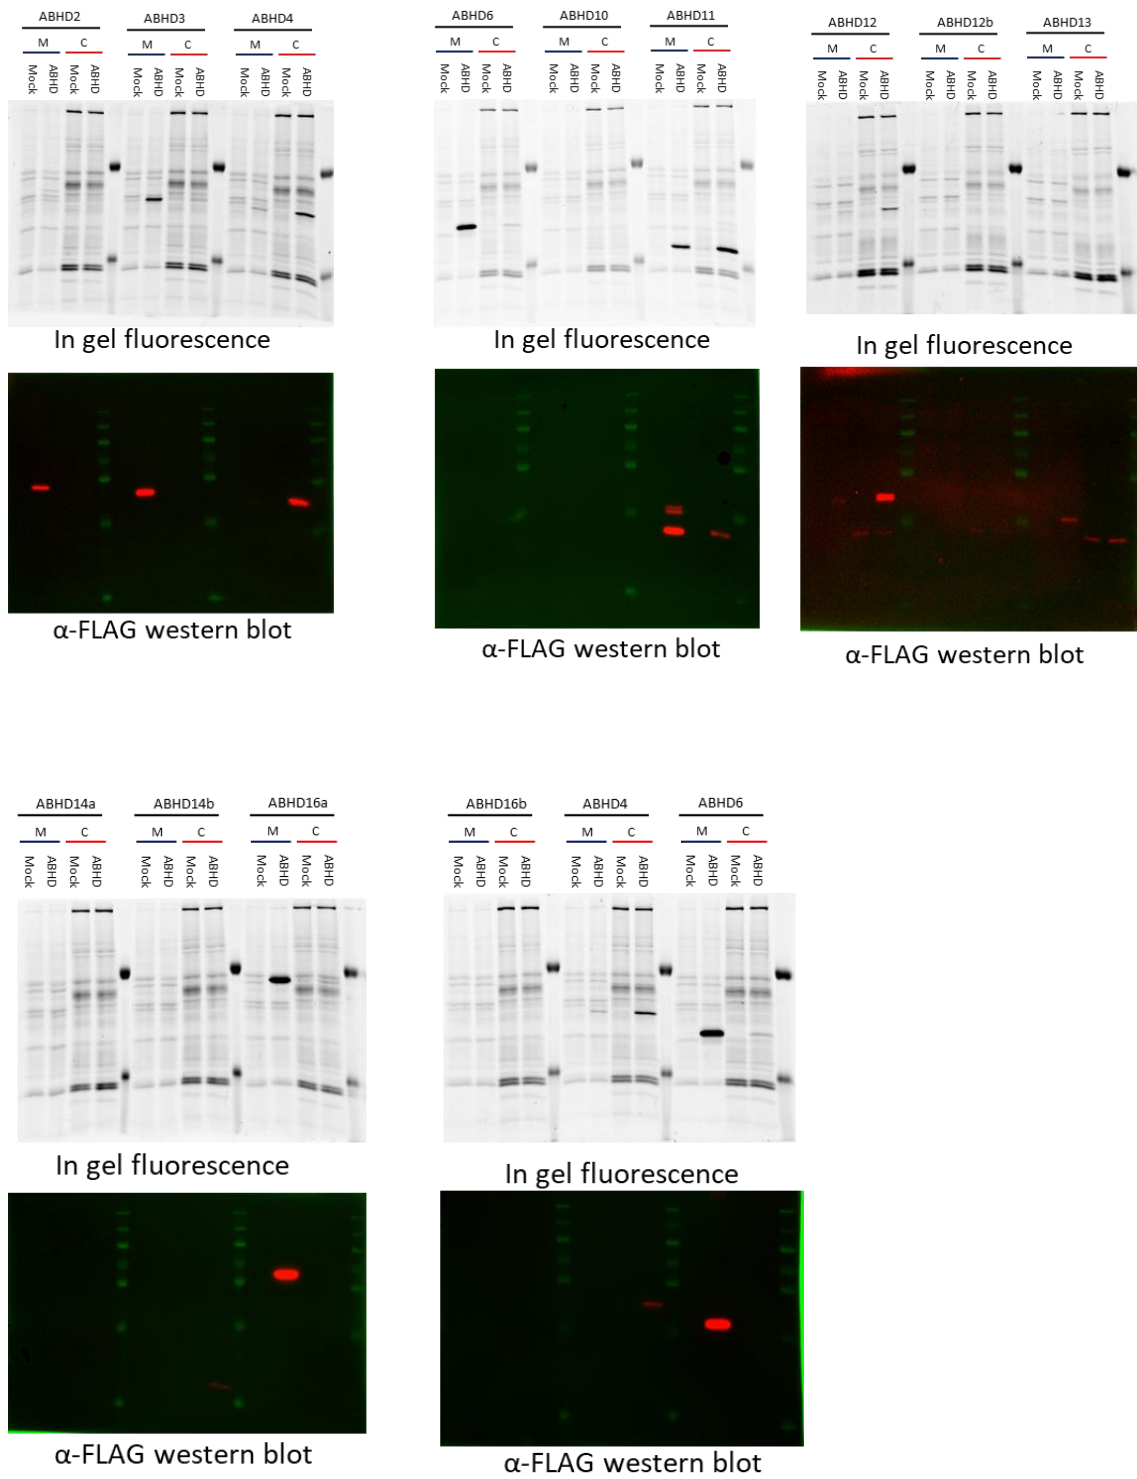 ABHD2 ABHD3 ABHD4
M C M C M C
Mock ABHD Mock ABHD Mock ABHD Mock ABHD Mock ABHD Mock ABHD
In gel fluorescence
α-FLAG western blot
ABHD6 ABHD10 ABHD11
M C M C M C
Mock ABHD Mock ABHD Mock ABHD Mock ABHD Mock ABHD Mock ABHD
In gel fluorescence
α-FLAG western blot
ABHD12 ABHD12b ABHD13
M C M C M C
Mock ABHD Mock ABHD Mock ABHD Mock ABHD Mock ABHD Mock ABHD
In gel fluorescence
α-FLAG western blot
ABHD14a ABHD14b ABHD16a
M C M C M C
Mock ABHD Mock ABHD Mock ABHD Mock ABHD Mock ABHD Mock ABHD
In gel fluorescence
α-FLAG western blot
ABHD16b ABHD4 ABHD6
M C M C M C
Mock ABHD Mock ABHD Mock ABHD Mock ABHD Mock ABHD Mock ABHD
In gel fluorescence
α-FLAG western blot